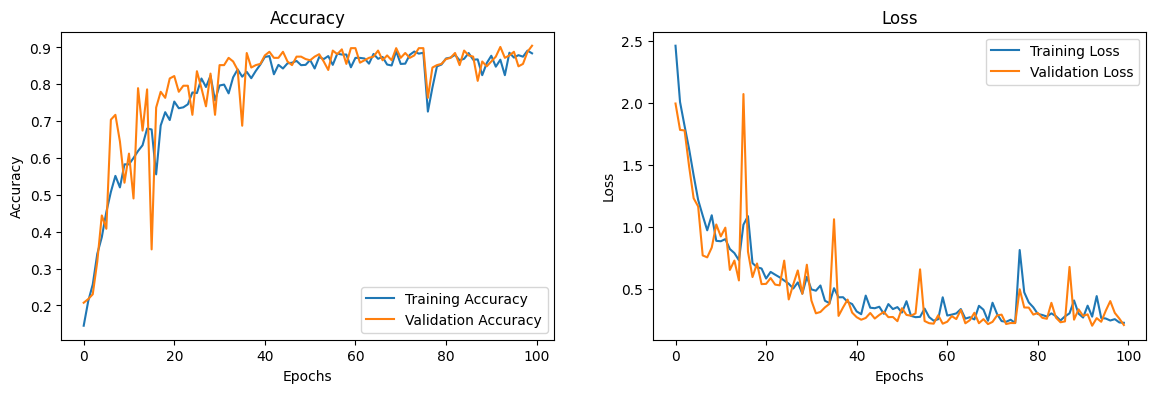 Accuracy
Accuracy
0.9
0.8
0.7
0.6
0.5
0.4
0.3
0.2
Training Accuracy
Validation Accuracy
0 20 40 60 80 100
Epochs
Loss
Loss
2.5
2.0
1.5
1.0
0.5
Training Loss
Validation Loss
0 20 40 60 80 100
Epochs